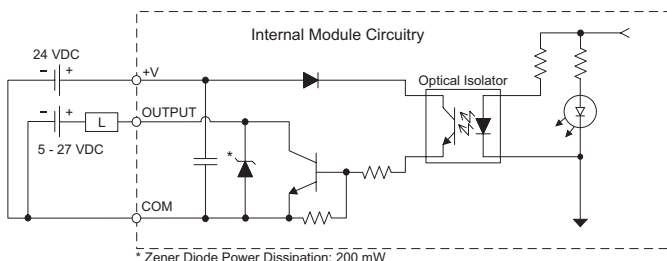 Internal Module Circuitry
24 VDC
- +
+V
Optical Isolator
- +
OUTPUT
L
5 - 27 VDC
*
COM
* Zener Diode Power Dissipation: 200 mW